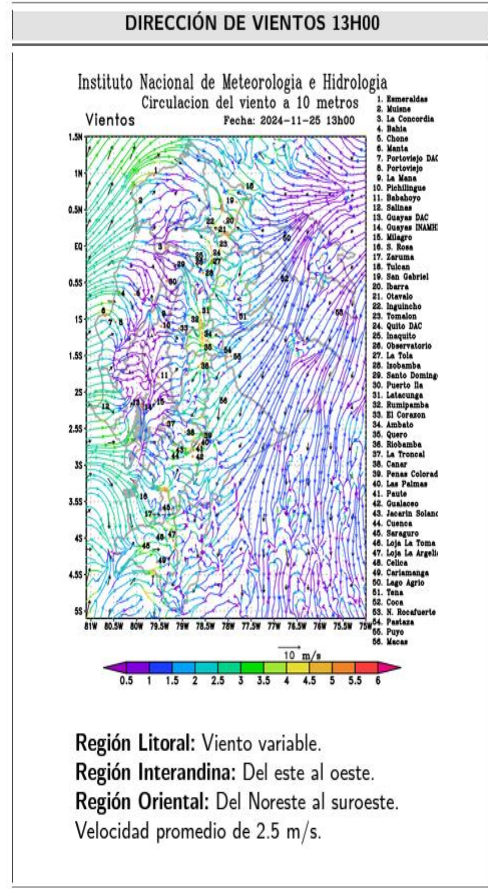 DIRECCIÓN DE VIENTOS 13H00
Instituto Nacional de Meteorologia e Hidrologia
Circulacion del viento a 10 metros
Vientos
Fecha: 2024-11-25 13h00
1. Esmeraldas
2. Muisne
3. La Concordia
4. Bahia
5. Chone
6. Manta
7. Portoviejo DAC
8. Portoviejo
9. La Mana
10. Pichilingue
11. Babahoyo
12. Salinas
13. Guayas DAC
14. Guayas INAMHI
15. Milagro
16. S. Rosa
17. Zaruma
18. Tulcan
19. San Gabriel
20. Ibarra
21. Otavalo
22. Inguincho
23. Tomalon
24. Quito DAC
25. Inaquito
26. Observatorio
27. La Tola
28. Izobamba
29. Santo Doming
30. Puerto Ila
31. Latacunga
32. Rumipamba
33. El Corazon
34. Ambato
35. Quero
36. Riobamba
37. La Troncal
38. Canar
39. Penas Colorad
40. Las Palmas
41. Paute
42. Gualaceo
43. Jacarin Solano
44. Cuenca
45. Saraguro
46. Loja La Toma
47. Loja La Argeli
48. Celica
49. Cariamanga
50. Lago Agrio
51. Tena
52. Coca
53. N. Rocafuerte
54. Pastaza
55. Puyo
56. Macas
1.5N
1N
0.5N
EQ
0.5S
1S
1.5S
2S
2.5S
3S
3.5S
4S
4.5S
5S
81W 80.5W 80W 79.5W 79W 78.5W 78W 77.5W 77W 76.5W 76W 75.5W 75W
10 m/s
0.5 1 1.5 2 2.5 3 3.5 4 4.5 5 5.5 6
Región Litoral: Viento variable.
Región Interandina: Del este al oeste.
Región Oriental: Del Noreste al suroeste.
Velocidad promedio de 2.5 m/s.